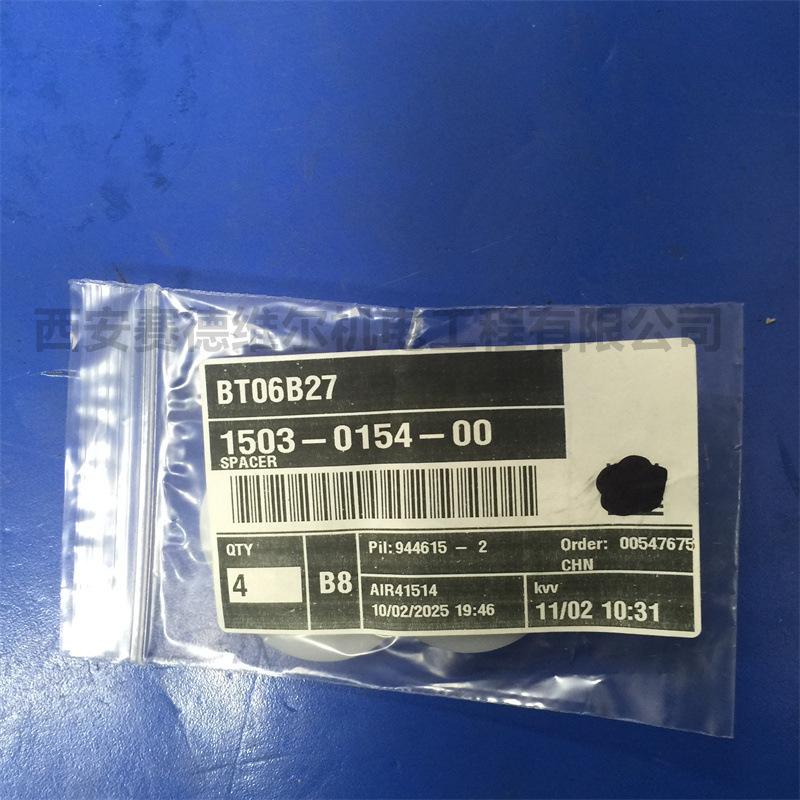 西安赛德维尔机电工程有限公司
BT06B27
1503-0154-00
SPACER
QTY
4
B8
Pil: 944615 - 2
Order: 00547675
CHN
AIR41514
10/02/2025 19:46
kvv
11/02 10:31